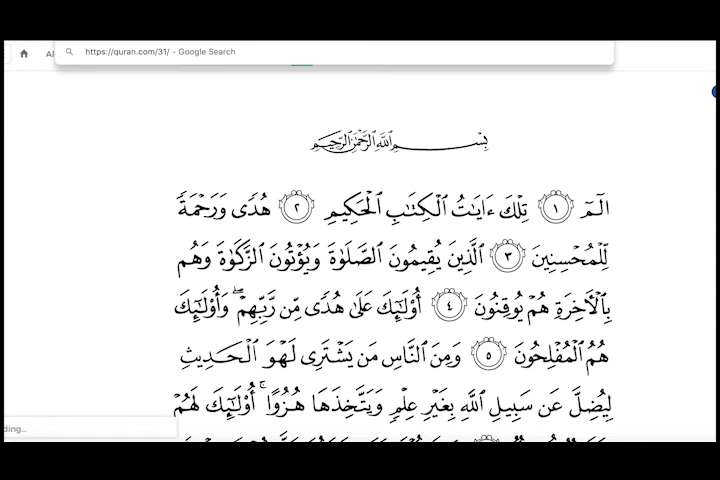 https://quran.com/31/ - Google Search
بِسْمِ ٱللَّهِ ٱلرَّحْمَٰنِ ٱلرَّحِيمِ
الٓمٓ ١ تِلْكَ ءَايَٰتُ ٱلْكِتَٰبِ ٱلْحَكِيمِ ٢ هُدًى وَرَحْمَةً
لِّلْمُحْسِنِينَ ٣ ٱلَّذِينَ يُقِيمُونَ ٱلصَّلَوٰةَ وَيُؤْتُونَ ٱلزَّكَوٰةَ وَهُم
بِٱلْأَخِرَةِ هُمْ يُوقِنُونَ ٤ أُو۟لَٰٓئِكَ عَلَىٰ هُدًى مِّن رَّبِّهِمْ ۖ وَأُو۟لَٰٓئِكَ
هُمُ ٱلْمُفْلِحُونَ ٥ وَمِنَ ٱلنَّاسِ مَن يَشْتَرِى لَهْوَ ٱلْحَدِيثِ
لِيُضِلَّ عَن سَبِيلِ ٱللَّهِ بِغَيْرِ عِلْمٍ وَيَتَّخِذَهَا هُزُوًا ۚ أُو۟لَٰٓئِكَ لَهُمْ
ding...